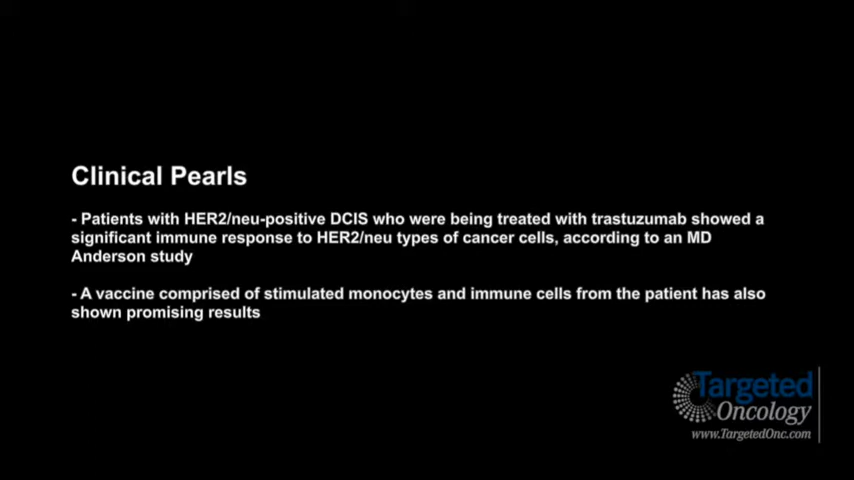 Clinical Pearls
- Patients with HER2/neu-positive DCIS who were being treated with trastuzumab showed a
significant immune response to HER2/neu types of cancer cells, according to an MD
Anderson study
- A vaccine comprised of stimulated monocytes and immune cells from the patient has also
shown promising results
Targeted
Oncology
www.TargetedOnc.com